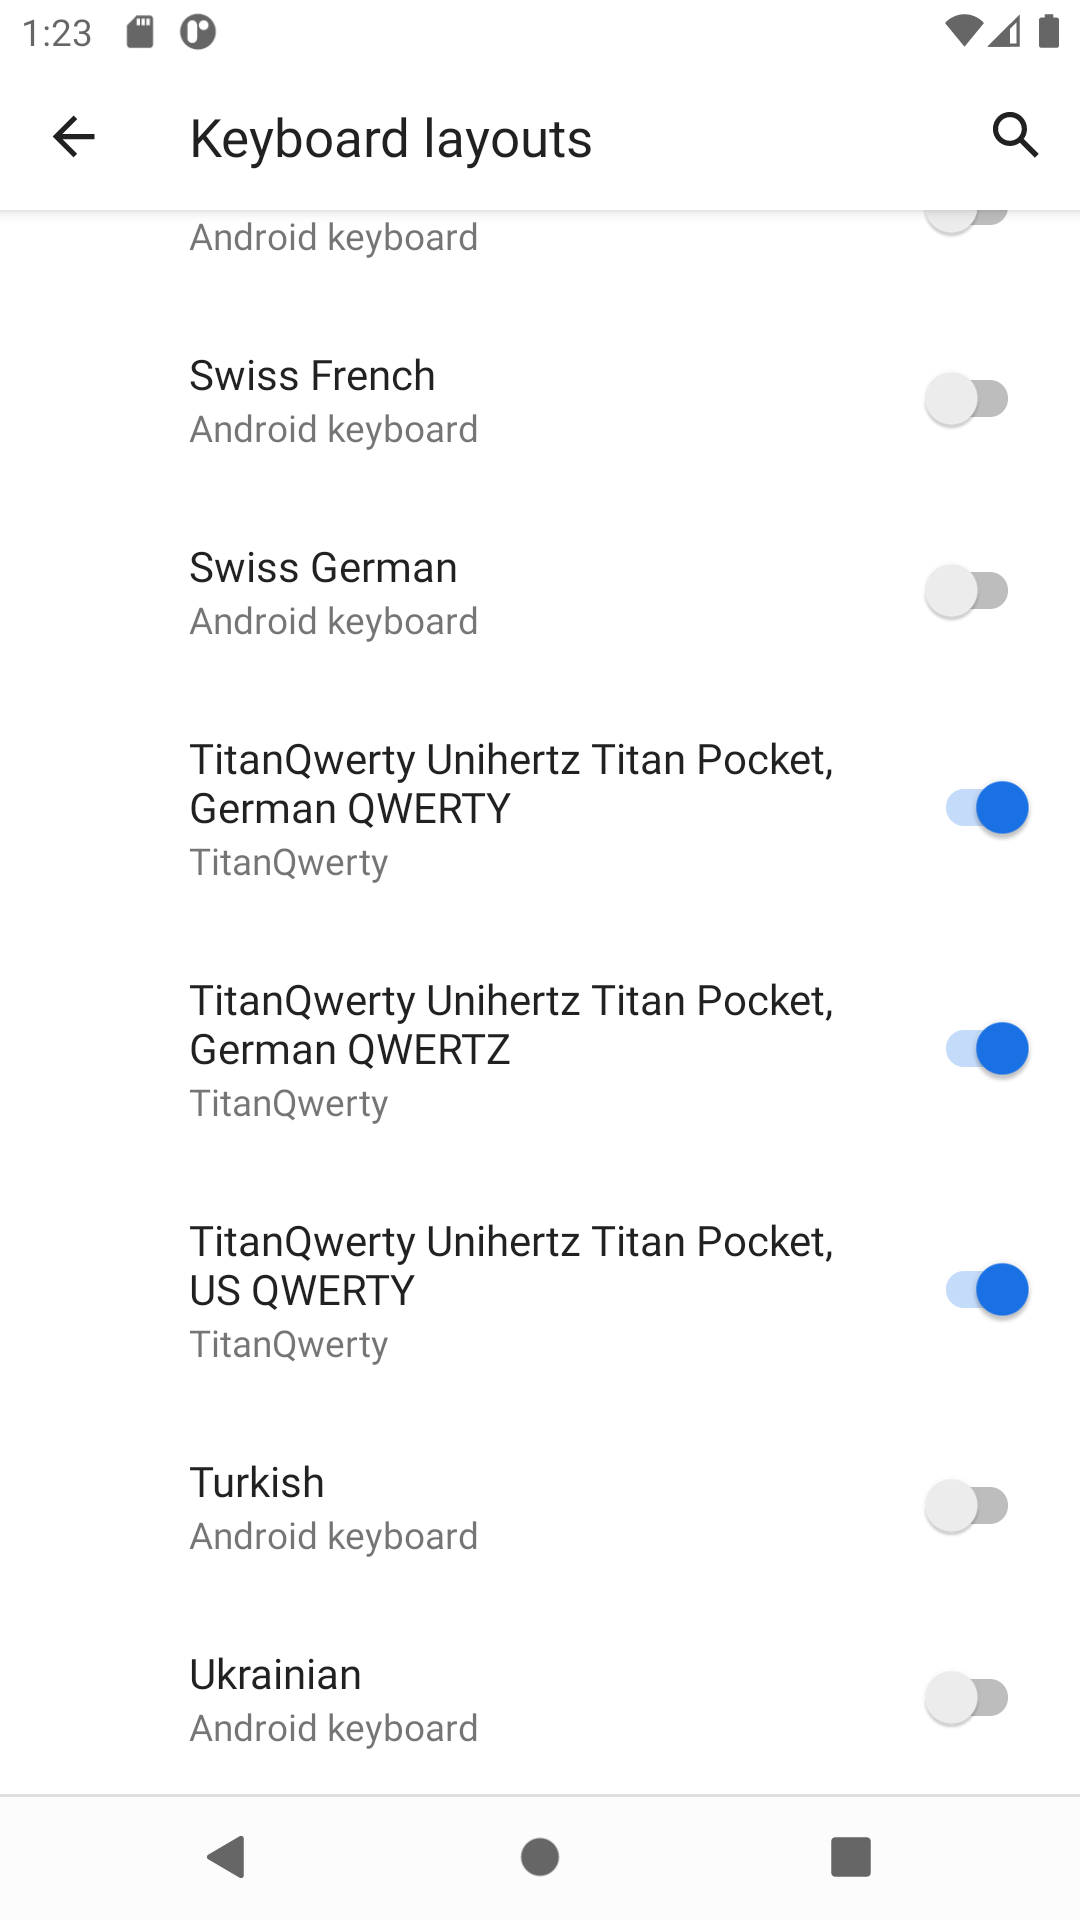 1:23
Keyboard layouts
Android keyboard
Swiss French
Android keyboard
Swiss German
Android keyboard
TitanQwerty Unihertz Titan Pocket,
German QWERTY
TitanQwerty
TitanQwerty Unihertz Titan Pocket,
German QWERTZ
TitanQwerty
TitanQwerty Unihertz Titan Pocket,
US QWERTY
TitanQwerty
Turkish
Android keyboard
Ukrainian
Android keyboard